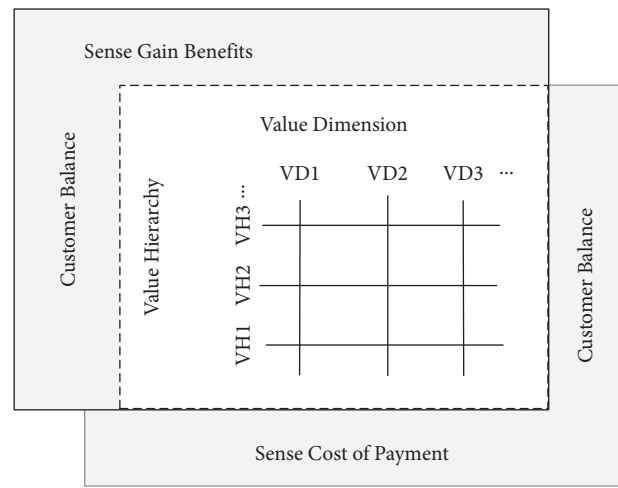 Sense Gain Benefits
Value Dimension
VD1 VD2 VD3 ...
Customer Balance
Value Hierarchy
VH3 ...
VH2
VH1
Customer Balance
Sense Cost of Payment